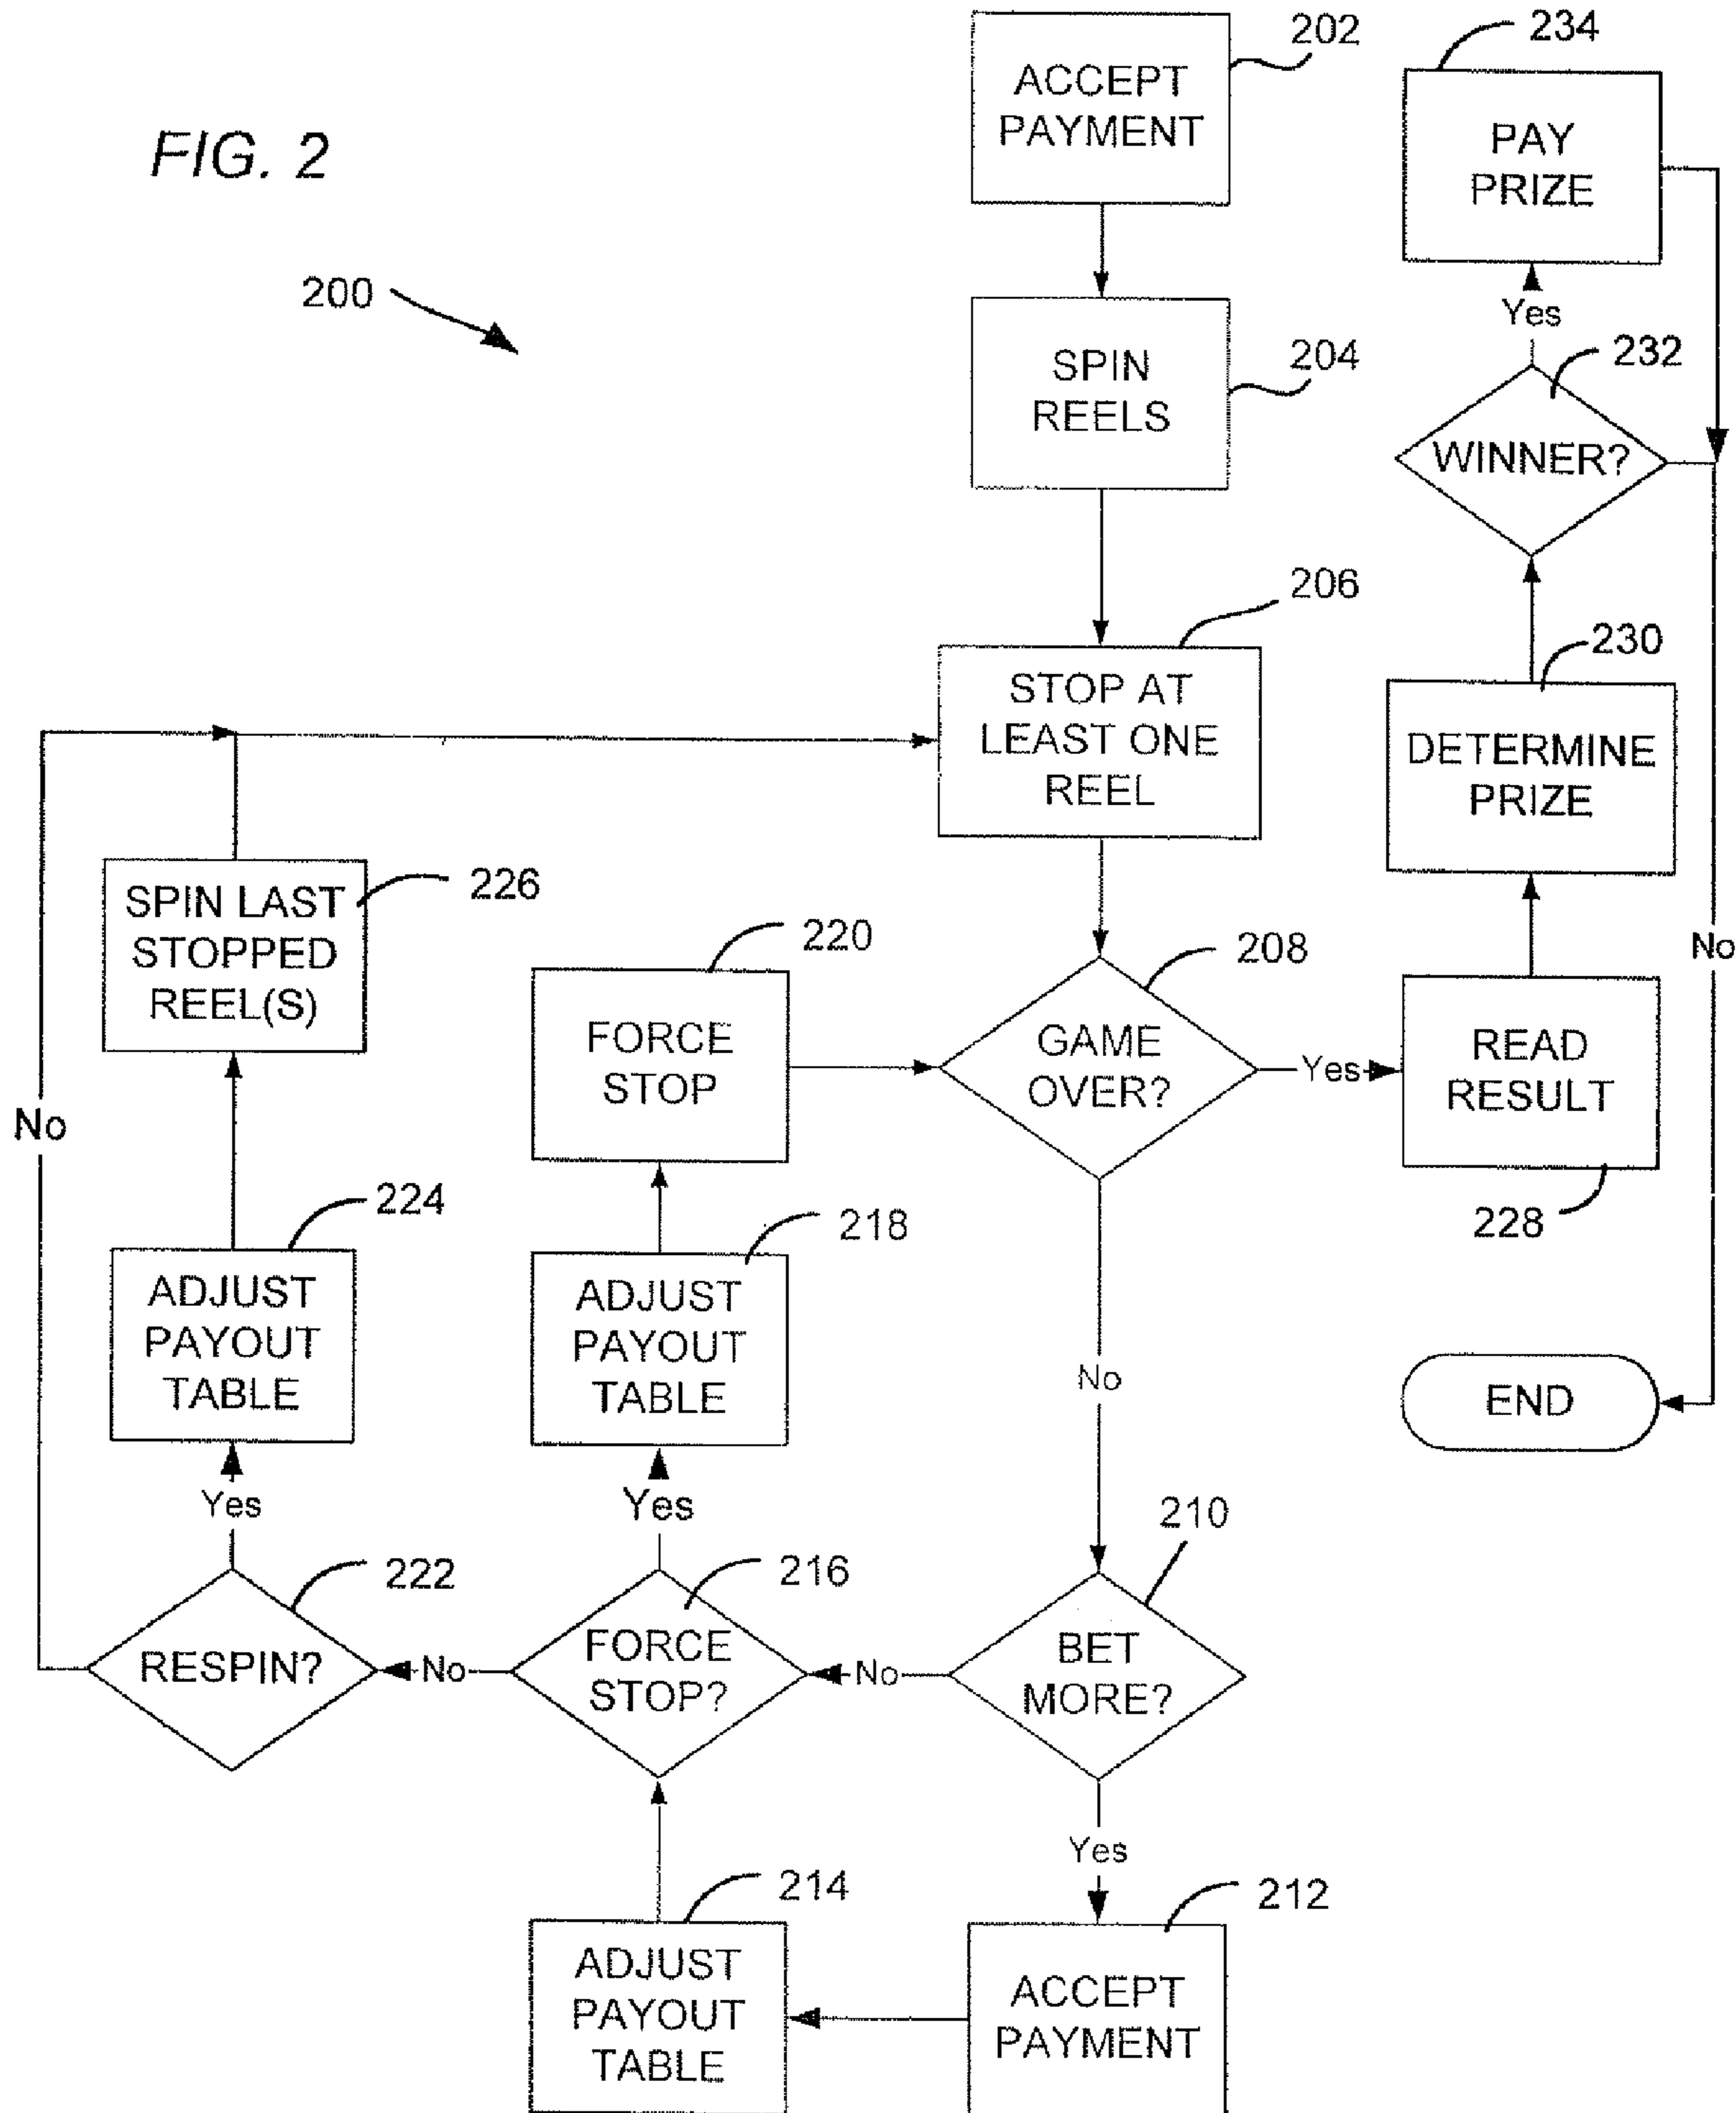 FIG. 2
200
202
ACCEPT
PAYMENT
204
SPIN
REELS
206
STOP AT
LEAST ONE
REEL
208
GAME
OVER?
Yes
No
210
BET
MORE?
No
Yes
212
ACCEPT
PAYMENT
214
ADJUST
PAYOUT
TABLE
216
FORCE
STOP?
Yes
No
218
ADJUST
PAYOUT
TABLE
220
FORCE
STOP
222
RESPIN?
Yes
No
224
ADJUST
PAYOUT
TABLE
226
SPIN LAST
STOPPED
REEL(S)
228
READ
RESULT
230
DETERMINE
PRIZE
232
WINNER?
Yes
No
234
PAY
PRIZE
END